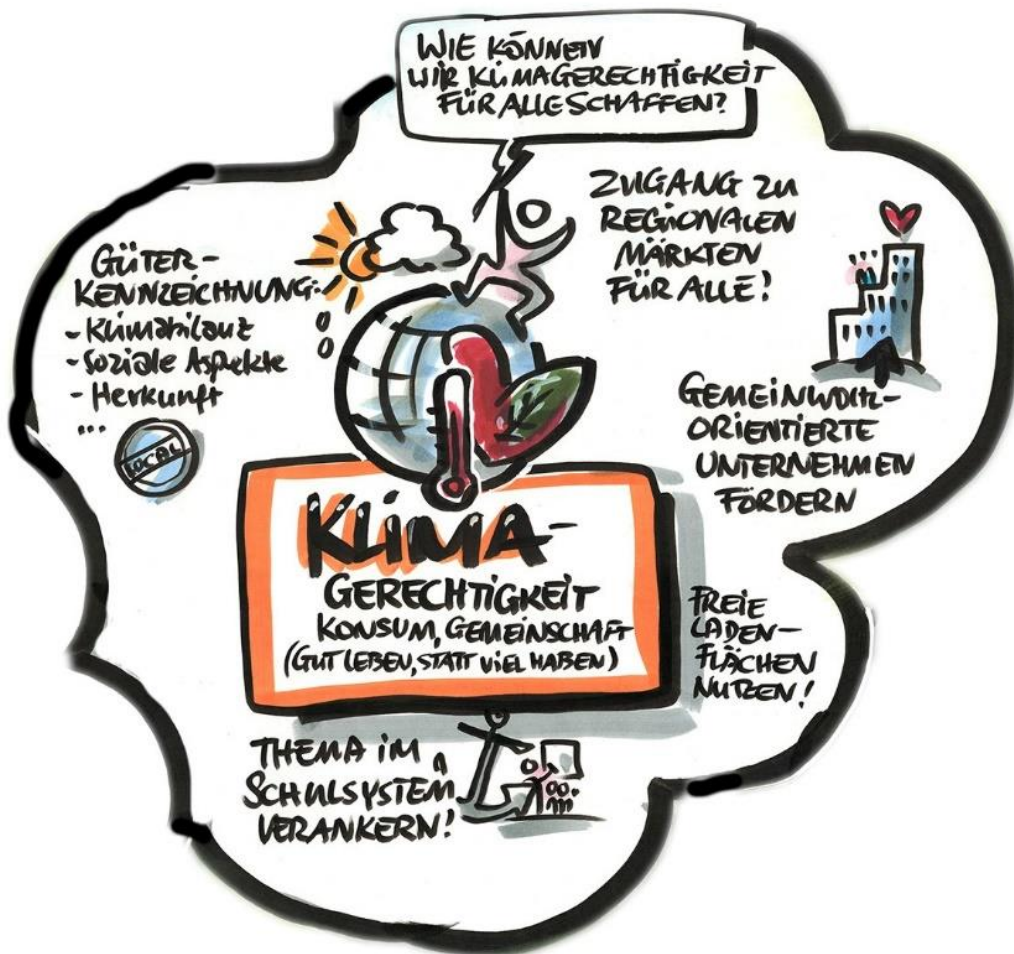 WIE KÖNNEN
WIR KLIMAGERECHTIGKEIT
FÜR ALLE SCHAFFEN?
ZUGANG ZU
REGIONALEN
MÄRKTEN
FÜR ALLE!
GÜTER-
KENNZEICHNUNG:
- Klimabilanz
- Soziale Aspekte
- Herkunft
...
LOCAL
GEMEINWOHL-
ORIENTIERTE
UNTERNEHMEN
FÖRDERN
KLIMA-
GERECHTIGKEIT
KONSUM, GEMEINSCHAFT
(GUT LEBEN, STATT VIEL HABEN)
FREIE
LADEN-
FLÄCHEN
NUTZEN!
THEMA IM
SCHULSYSTEM
VERANKERN!